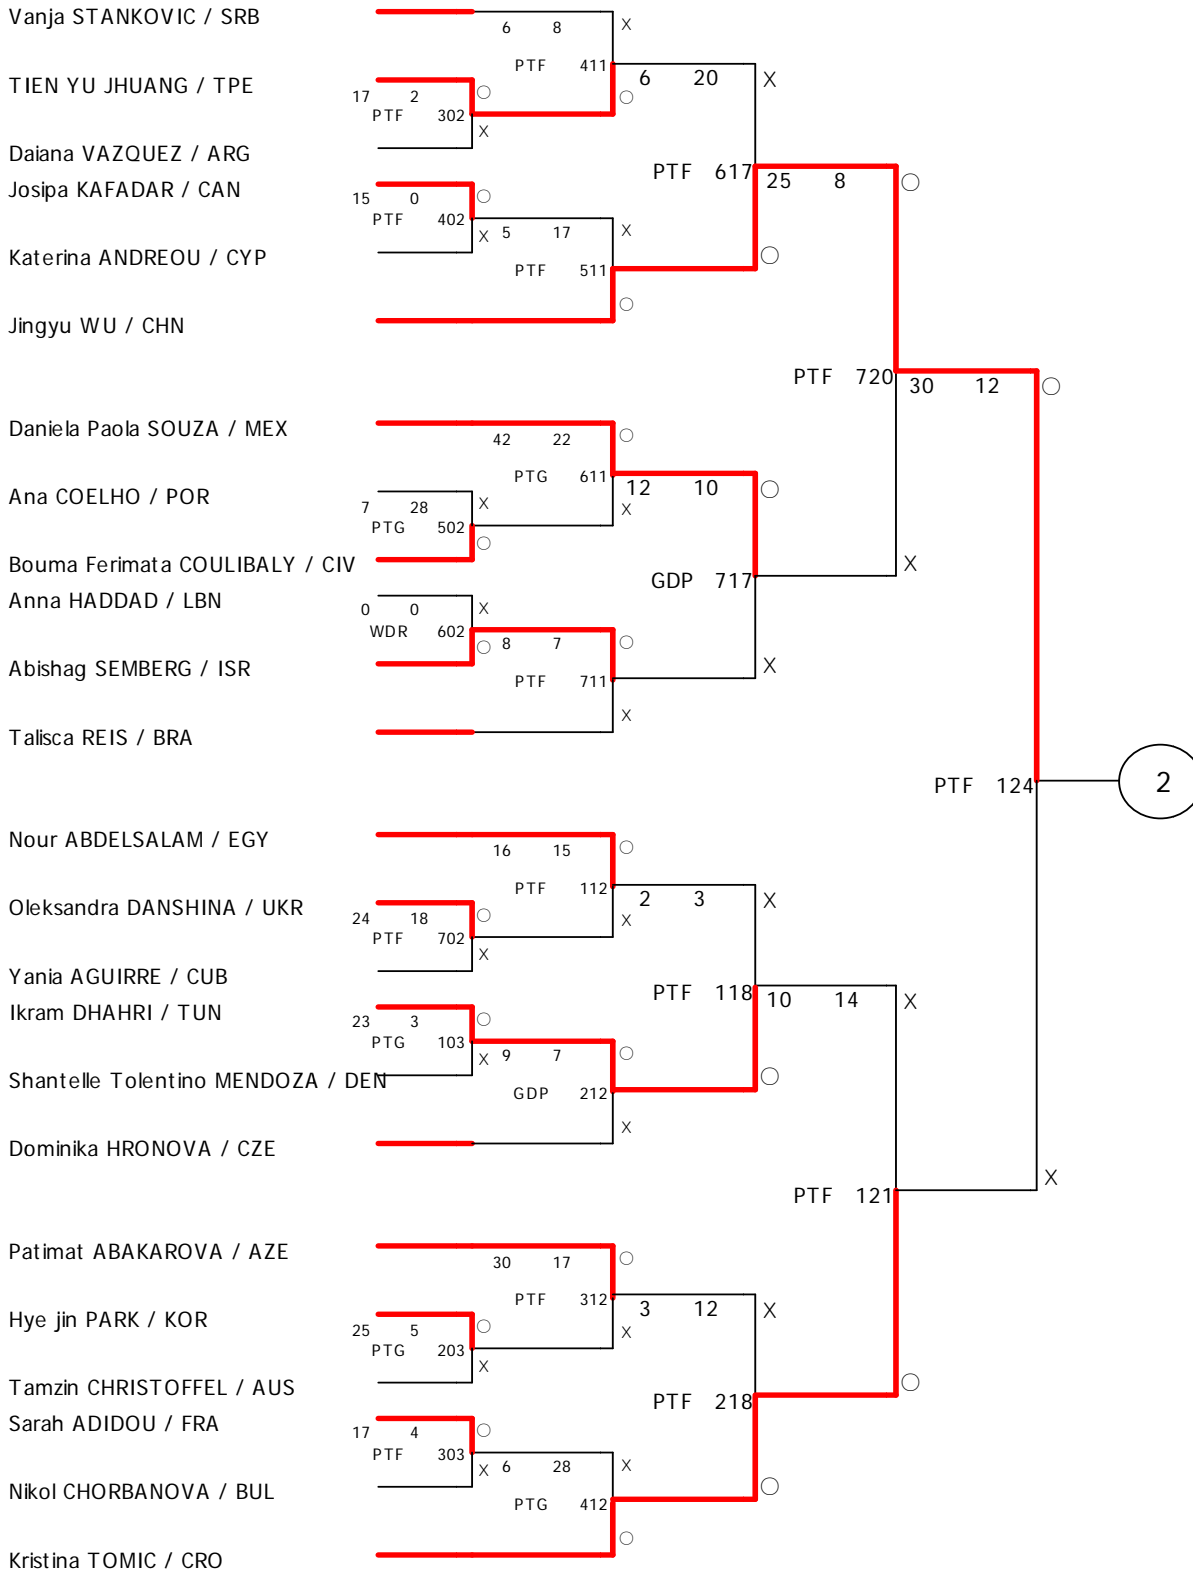 Vanja STANKOVIC / SRB
6 8 X
PTF 411
6 20 X
TIEN YU JHUANG / TPE
17 2
PTF 302
X
Daiana VAZQUEZ / ARG
PTF 617
25 8
Josipa KAFADAR / CAN
15 0
PTF 402
X 5 17 X
Katerina ANDREOU / CYP
PTF 511
Jingyu WU / CHN
PTF 720
30 12
Daniela Paola SOUZA / MEX
42 22
PTG 611
12 10
Ana COELHO / POR
7 28 X
PTG 502
X
Bouma Ferimata COULIBALY / CIV
X
GDP 717
Anna HADDAD / LBN
0 0 X
WDR 602
8 7
Abishag SEMBERG / ISR
X
PTF 711
X
Talisca REIS / BRA
PTF 124
2
Nour ABDELSALAM / EGY
16 15
PTF 112
2 3 X
Oleksandra DANSHINA / UKR
24 18
PTF 702
X
X
Yania AGUIRRE / CUB
PTF 118
10 14 X
Ikram DHAHRI / TUN
23 3
PTG 103
X 9 7
Shantelle Tolentino MENDOZA / DEN
GDP 212
X
Dominika HRONOVA / CZE
X
PTF 121
Patimat ABAKAROVA / AZE
30 17
PTF 312
3 12 X
Hye jin PARK / KOR
25 5
PTG 203
X
X
Tamzin CHRISTOFFEL / AUS
PTF 218
Sarah ADIDOU / FRA
17 4
PTF 303
X 6 28 X
Nikol CHORBANOVA / BUL
PTG 412
Kristina TOMIC / CRO